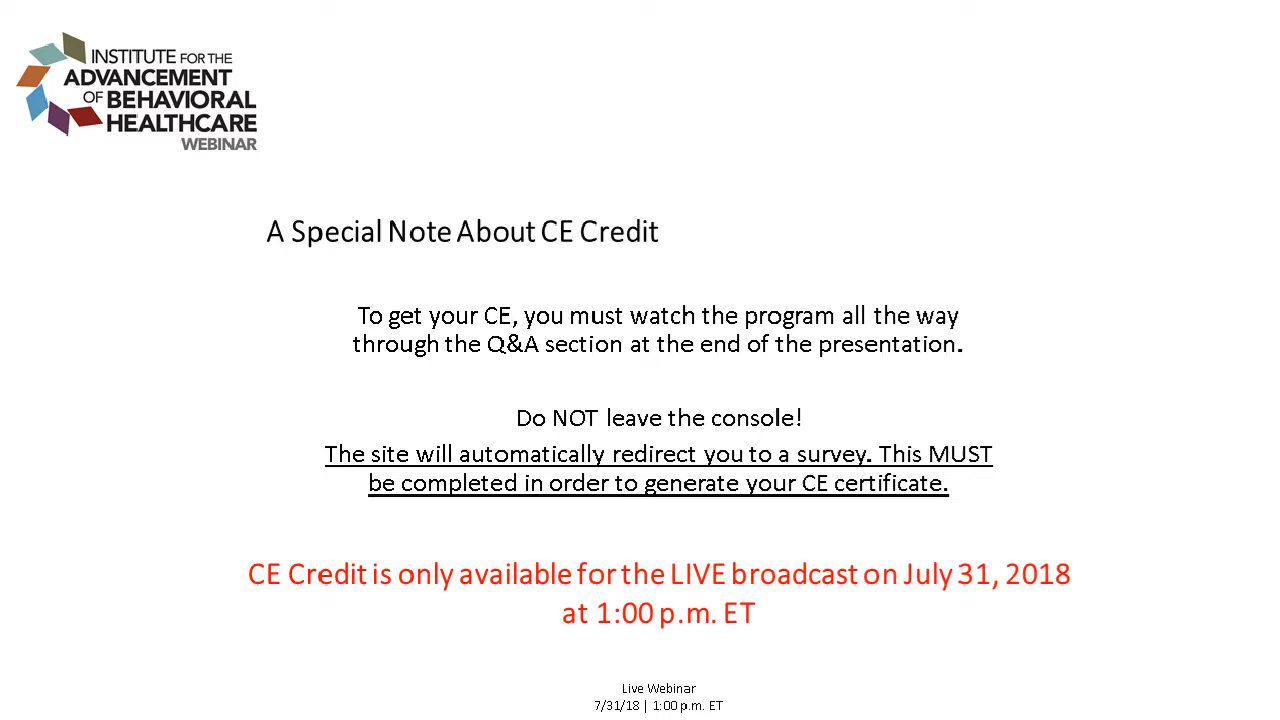 INSTITUTE FOR THE
ADVANCEMENT
OF BEHAVIORAL
HEALTHCARE
WEBINAR
A Special Note About CE Credit
To get your CE, you must watch the program all the way
through the Q&A section at the end of the presentation.
Do NOT leave the console!
The site will automatically redirect you to a survey. This MUST
be completed in order to generate your CE certificate.
CE Credit is only available for the LIVE broadcast on July 31, 2018
at 1:00 p.m. ET
Live Webinar
7/31/18 | 1:00 p.m. ET